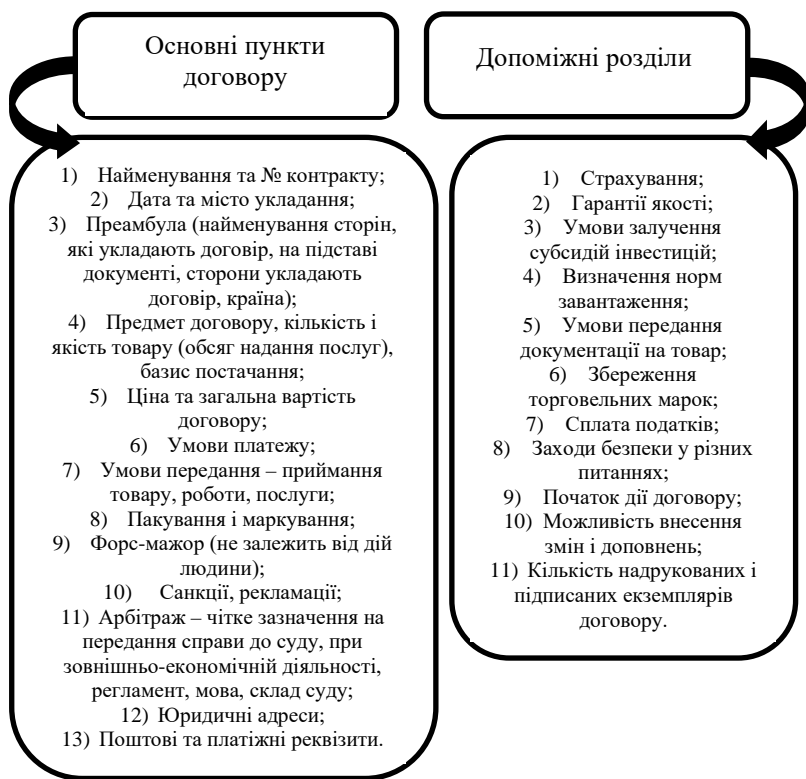 Основні пункти
договору
1) Найменування та № контракту;
2) Дата та місто укладання;
3) Преамбула (найменування сторін,
які укладають договір, на підставі
документі, сторони укладають
договір, країна);
4) Предмет договору, кількість і
якість товару (обсяг надання послуг),
базис постачання;
5) Ціна та загальна вартість
договору;
6) Умови платежу;
7) Умови передання – приймання
товару, роботи, послуги;
8) Пакування і маркування;
9) Форс-мажор (не залежить від дій
людини);
10) Санкції, рекламації;
11) Арбітраж – чітке зазначення на
передання справи до суду, при
зовнішньо-економічній діяльності,
регламент, мова, склад суду;
12) Юридичні адреси;
13) Поштові та платіжні реквізити.
Допоміжні розділи
1) Страхування;
2) Гарантії якості;
3) Умови залучення
субсидій інвестицій;
4) Визначення норм
завантаження;
5) Умови передання
документації на товар;
6) Збереження
торговельних марок;
7) Сплата податків;
8) Заходи безпеки у різних
питаннях;
9) Початок дії договору;
10) Можливість внесення
змін і доповнень;
11) Кількість надрукованих і
підписаних екземплярів
договору.